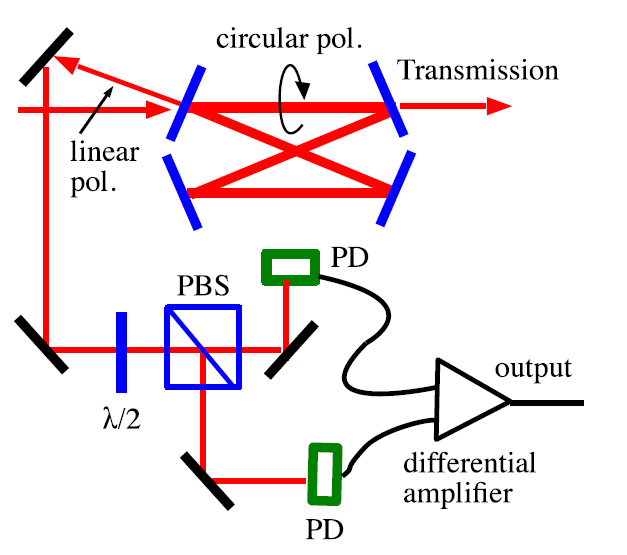 circular pol.
Transmission
linear
pol.
PD
PBS
output
λ/2
differential
amplifier
PD